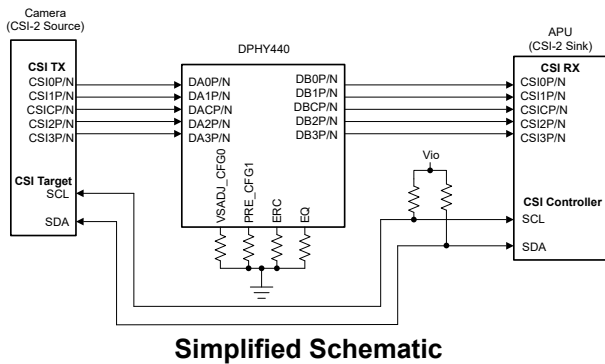 Camera
(CSI-2 Source)
CSI TX
CSI0P/N
CSI1P/N
CSICP/N
CSI2P/N
CSI3P/N
CSI Target
SCL
SDA
DPHY440
DA0P/N
DA1P/N
DACP/N
DA2P/N
DA3P/N
DB0P/N
DB1P/N
DBCP/N
DB2P/N
DB3P/N
VSADJ_CFG0
PRE_CFG1
ERC
EQ
Vio
APU
(CSI-2 Sink)
CSI RX
CSI0P/N
CSI1P/N
CSICP/N
CSI2P/N
CSI3P/N
CSI Controller
SCL
SDA
Simplified Schematic